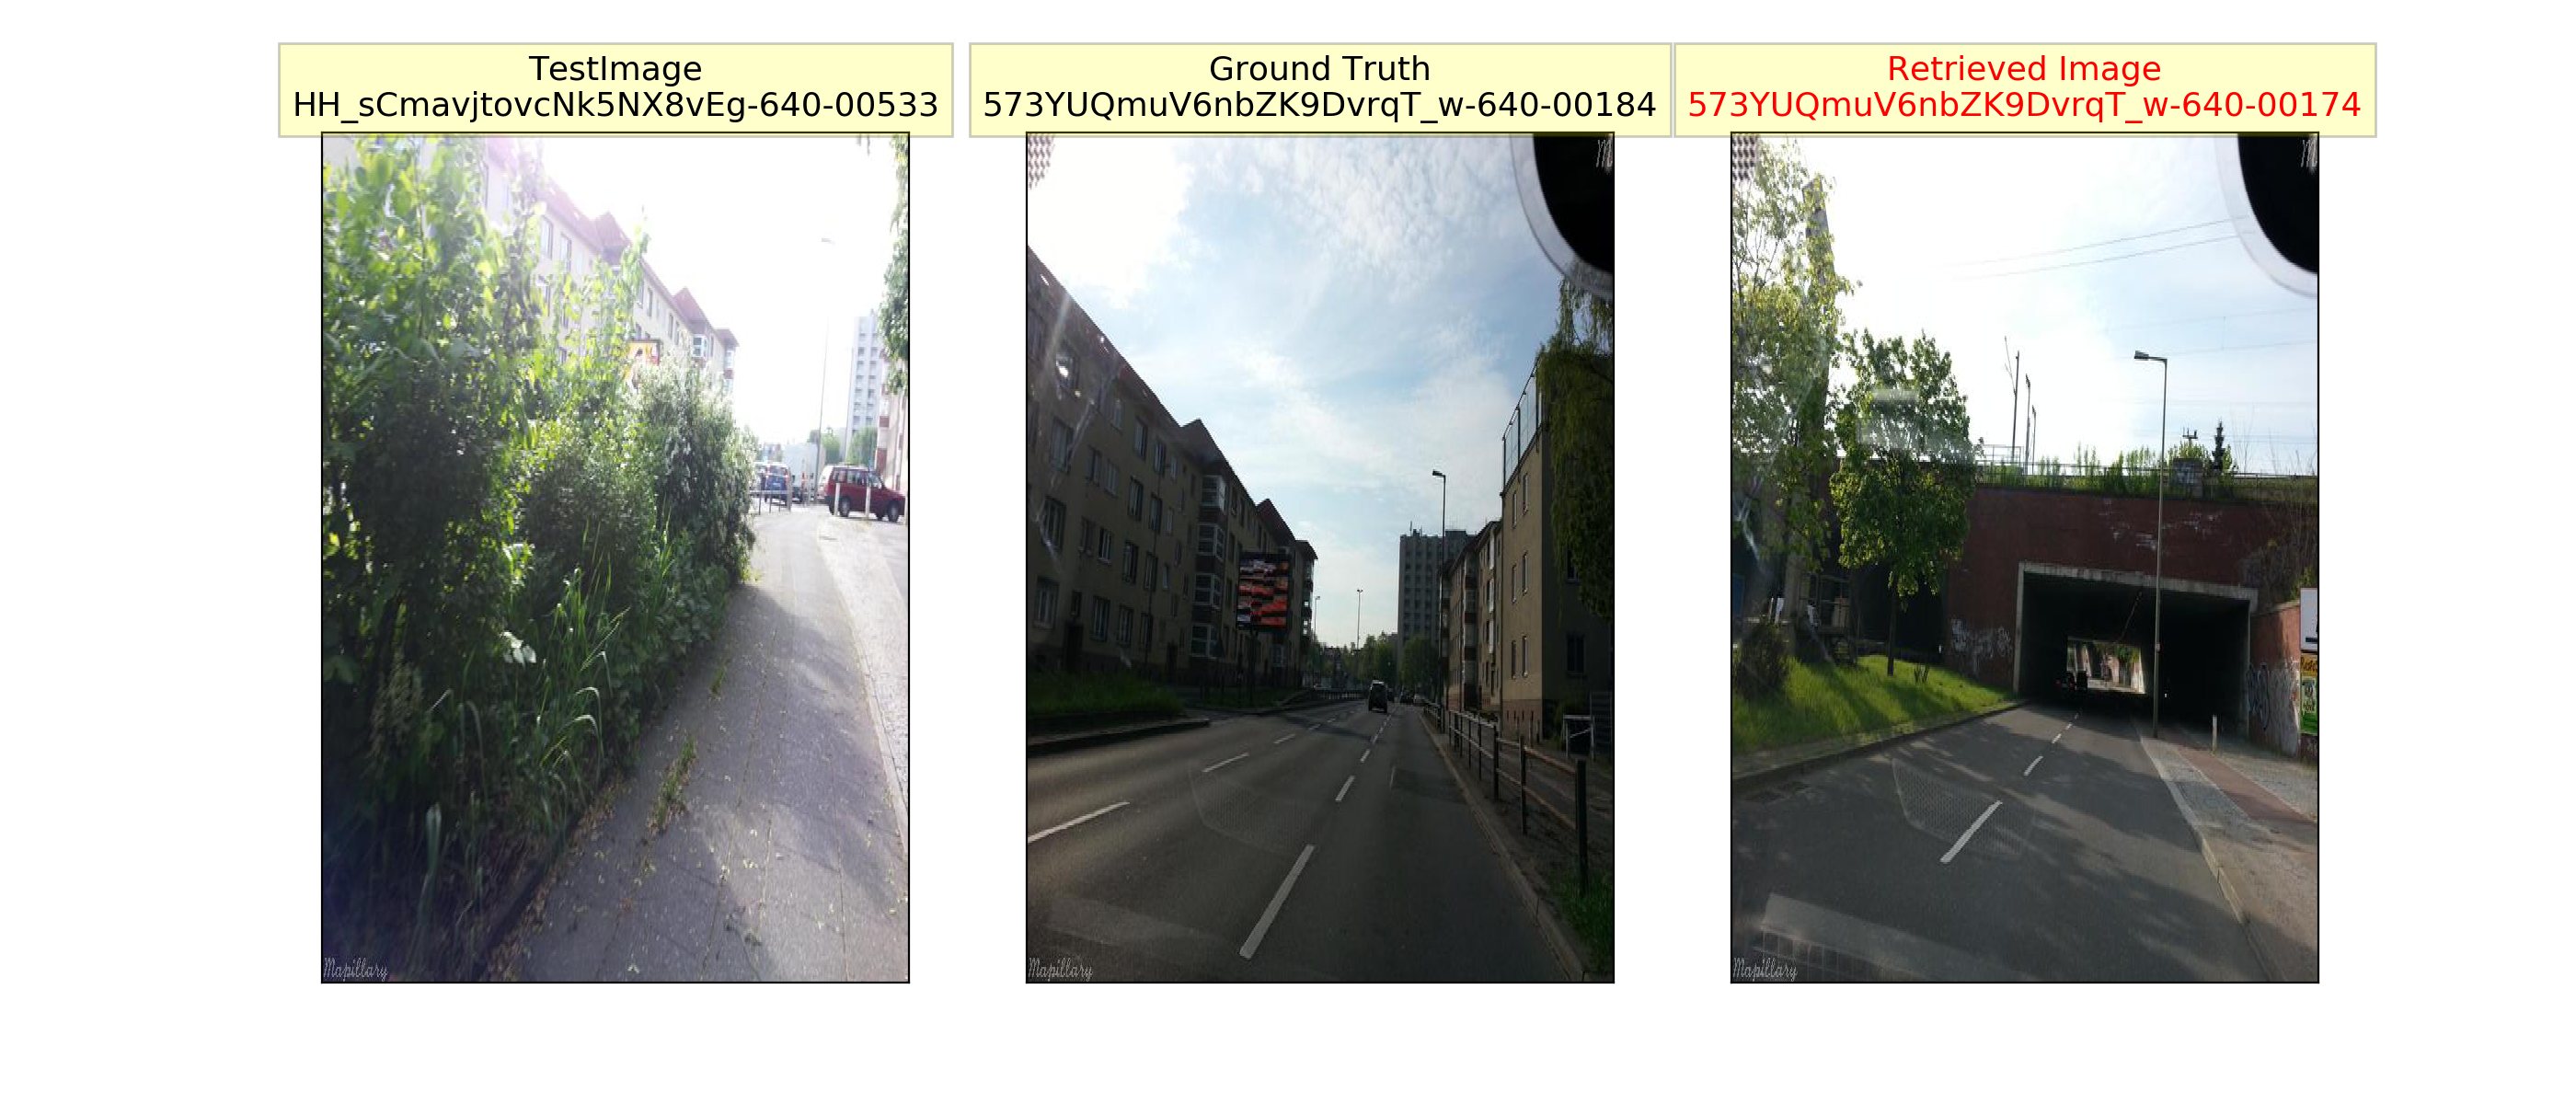 TestImage
HH_sCmavjtovcNk5NX8vEg-640-00533
Ground Truth
573YUQmuV6nbZK9DvrqT_w-640-00184
Retrieved Image
573YUQmuV6nbZK9DvrqT_w-640-00174
Mapillary
Mapillary
Mapillary